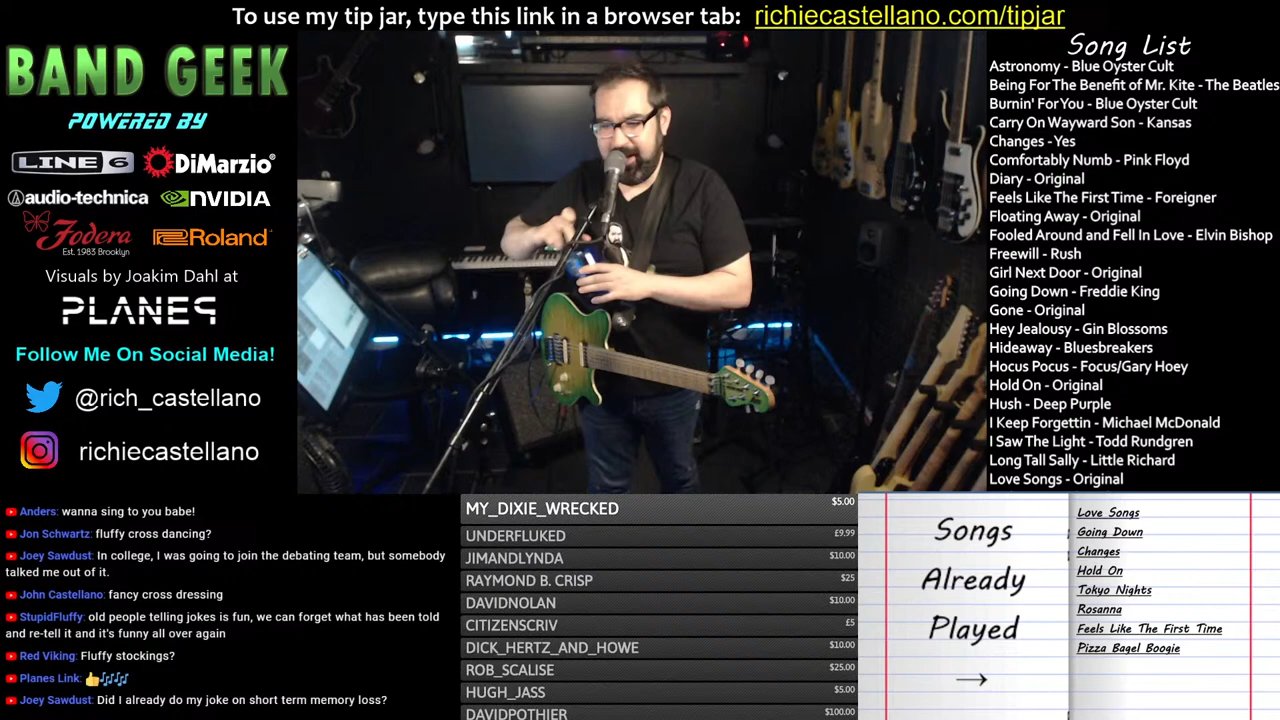 To use my tip jar, type this link in a browser tab: richiecastellano.com/tipjar
BAND GEEK
POWERED BY
LINE 6
DiMarzio
audio-technica
NVIDIA
Fodera
Est. 1983 Brooklyn
Roland
Visuals by Joakim Dahl at
PLANES
Follow Me On Social Media!
@rich_castellano
richiecastellano
Song List
Astronomy - Blue Oyster Cult
Being For The Benefit of Mr. Kite - The Beatles
Burnin' For You - Blue Oyster Cult
Carry On Wayward Son - Kansas
Changes - Yes
Comfortably Numb - Pink Floyd
Diary - Original
Feels Like The First Time - Foreigner
Floating Away - Original
Fooled Around and Fell In Love - Elvin Bishop
Freewill - Rush
Girl Next Door - Original
Going Down - Freddie King
Gone - Original
Hey Jealousy - Gin Blossoms
Hideaway - Bluesbreakers
Hocus Pocus - Focus/Gary Hoey
Hold On - Original
Hush - Deep Purple
I Keep Forgettin - Michael McDonald
I Saw The Light - Todd Rundgren
Long Tall Sally - Little Richard
Love Songs - Original
Anders: wanna sing to you babe!
Jon Schwartz: fluffy cross dancing?
Joey Sawdust: In college, I was going to join the debating team, but somebody
talked me out of it.
John Castellano: fancy cross dressing
StupidFluffy: old people telling jokes is fun, we can forget what has been told
and re-tell it and it's funny all over again
Red Viking: Fluffy stockings?
Planes Link: 👍🎶🎶
Joey Sawdust: Did I already do my joke on short term memory loss?
MY_DIXIE_WRECKED $5.00
UNDERFLUKED £9.99
JIMANDLYNDA $10.00
RAYMOND B. CRISP $25
DAVIDNOLAN $10.00
CITIZENSCRIV £5
DICK_HERTZ_AND_HOWE $10.00
ROB_SCALISE $25.00
HUGH_JASS $5.00
DAVIDPOTHIER $100.00
Songs
Already
Played
→
Love Songs
Going Down
Changes
Hold On
Tokyo Nights
Rosanna
Feels Like The First Time
Pizza Bagel Boogie